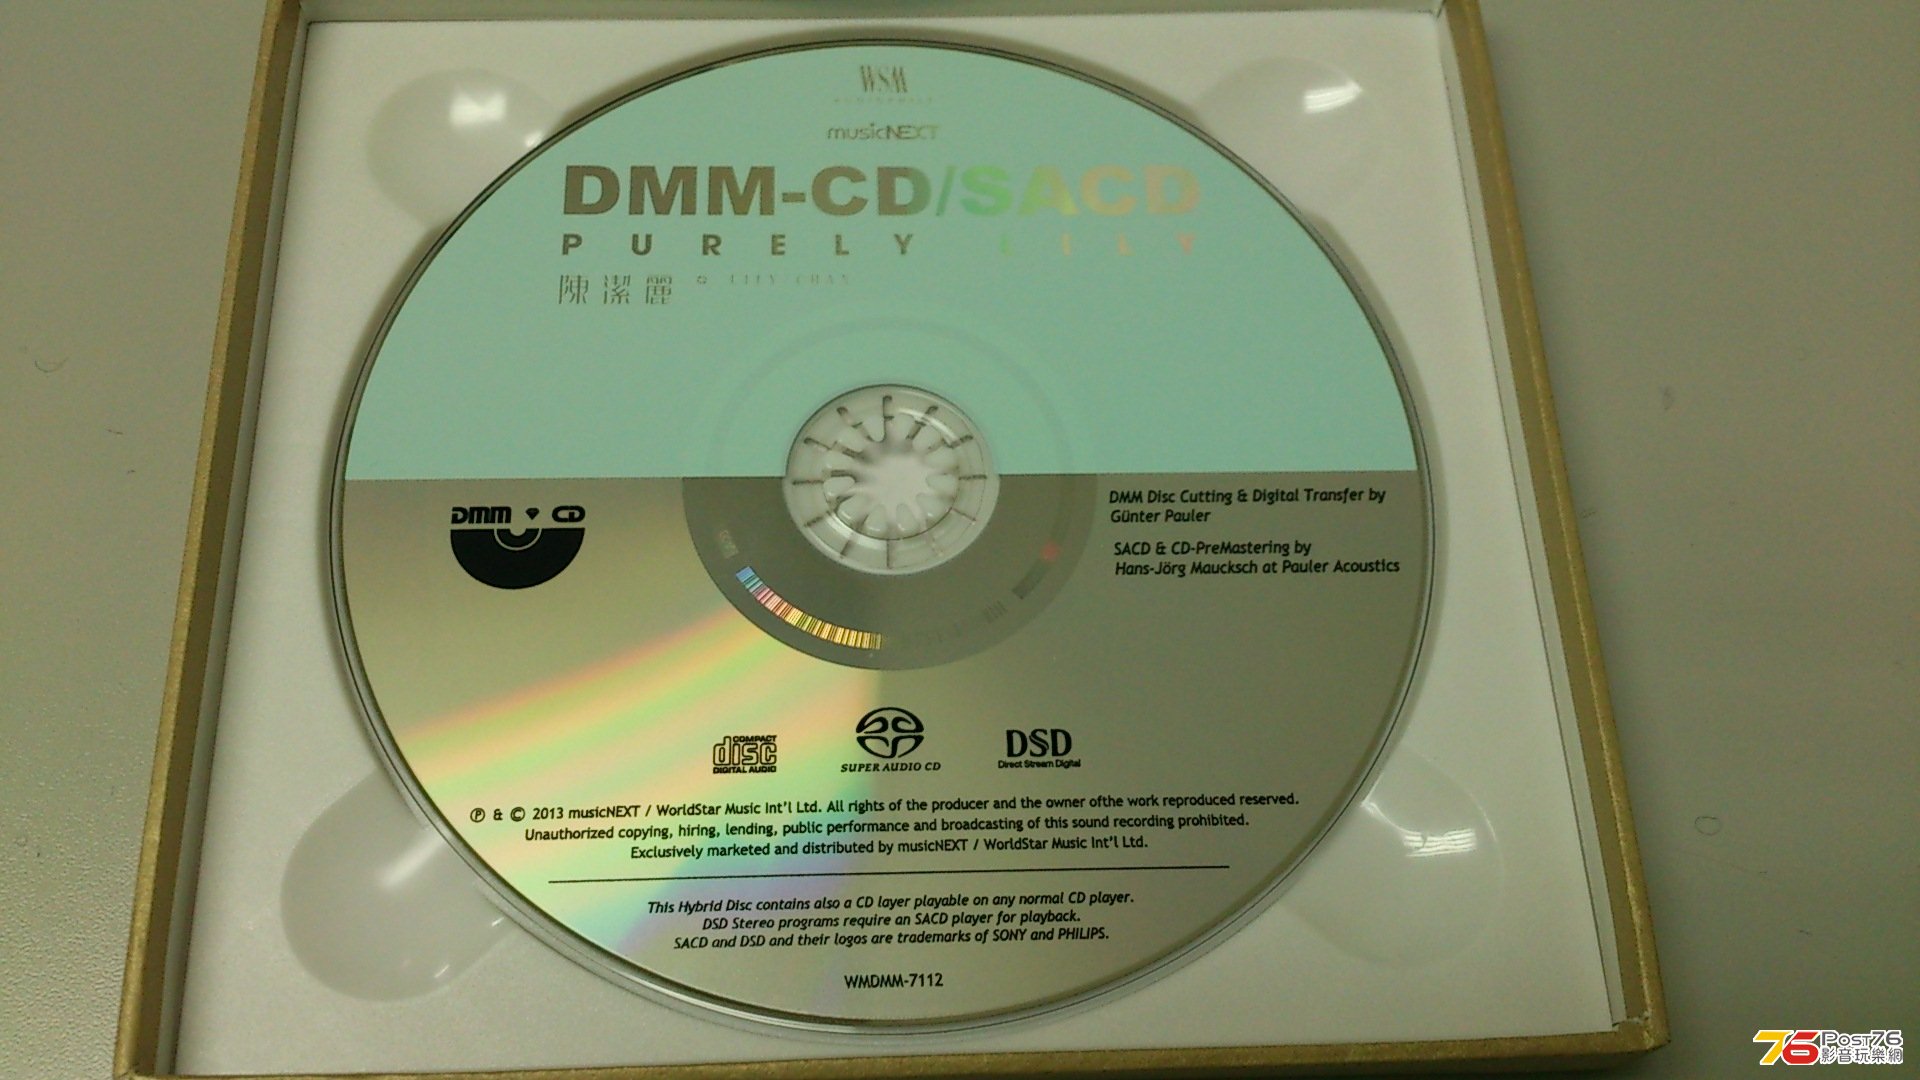 WSM
AUDIOPHILE
musicNEXT
DMM-CD/SACD
PURELY LILY
陳潔麗 LILY CHAN
DMM CD
DMM Disc Cutting & Digital Transfer by
Günter Pauler
SACD & CD-PreMastering by
Hans-Jörg Maucksch at Pauler Acoustics
COMPACT
disc
DIGITAL AUDIO
SUPER AUDIO CD
DSD
Direct Stream Digital
℗ & © 2013 musicNEXT / WorldStar Music Int'l Ltd. All rights of the producer and the owner ofthe work reproduced reserved.
Unauthorized copying, hiring, lending, public performance and broadcasting of this sound recording prohibited.
Exclusively marketed and distributed by musicNEXT / WorldStar Music Int'l Ltd.
This Hybrid Disc contains also a CD layer playable on any normal CD player.
DSD Stereo programs require an SACD player for playback.
SACD and DSD and their logos are trademarks of SONY and PHILIPS.
WMDMM-7112
76 POST76
影音玩樂網